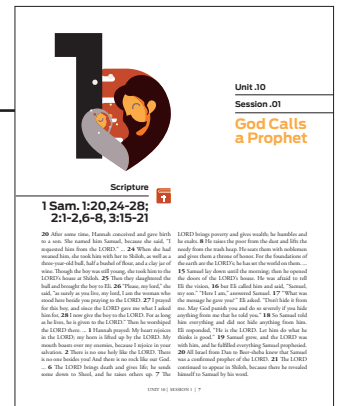 1
Unit .10
Session .01
God Calls
a Prophet
Scripture
1 Sam. 1:20,24-28;
2:1-2,6-8, 3:15-21
20 After some time, Hannah conceived and gave birth
to a son. She named him Samuel, because she said, "I
requested him from the LORD." ... 24 When she had
weaned him, she took him with her to Shiloh, as well as a
three-year-old bull, half a bushel of flour, and a clay jar of
wine. Though the boy was still young, she took him to the
LORD's house at Shiloh. 25 Then they slaughtered the
bull and brought the boy to Eli. 26 "Please, my lord," she
said, "as surely as you live, my lord, I am the woman who
stood here beside you praying to the LORD. 27 I prayed
for this boy, and since the LORD gave me what I asked
him for, 28 I now give the boy to the LORD. For as long
as he lives, he is given to the LORD." Then he worshiped
the LORD there. ... 1 Hannah prayed: My heart rejoices
in the LORD; my horn is lifted up by the LORD. My
mouth boasts over my enemies, because I rejoice in your
salvation. 2 There is no one holy like the LORD. There
is no one besides you! And there is no rock like our God.
... 6 The LORD brings death and gives life; he sends
some down to Sheol, and he raises others up. 7 The
LORD brings poverty and gives wealth; he humbles and
he exalts. 8 He raises the poor from the dust and lifts the
needy from the trash heap. He seats them with noblemen
and gives them a throne of honor. For the foundations of
the earth are the LORD's; he has set the world on them. ...
15 Samuel lay down until the morning; then he opened
the doors of the LORD's house. He was afraid to tell
Eli the vision, 16 but Eli called him and said, "Samuel,
my son." "Here I am," answered Samuel. 17 "What was
the message he gave you?" Eli asked. "Don't hide it from
me. May God punish you and do so severely if you hide
anything from me that he told you." 18 So Samuel told
him everything and did not hide anything from him.
Eli responded, "He is the LORD. Let him do what he
thinks is good." 19 Samuel grew, and the LORD was
with him, and he fulfilled everything Samuel prophesied.
20 All Israel from Dan to Beer-sheba knew that Samuel
was a confirmed prophet of the LORD. 21 The LORD
continued to appear in Shiloh, because there he revealed
himself to Samuel by his word.
UNIT 10 | SESSION 1 | 7